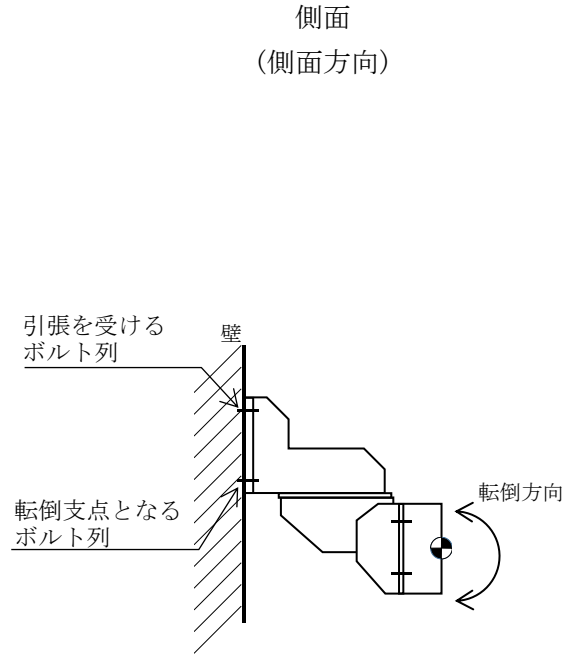 側面
(側面方向)
引張を受ける
ボルト列
壁
転倒支点となる
ボルト列
転倒方向